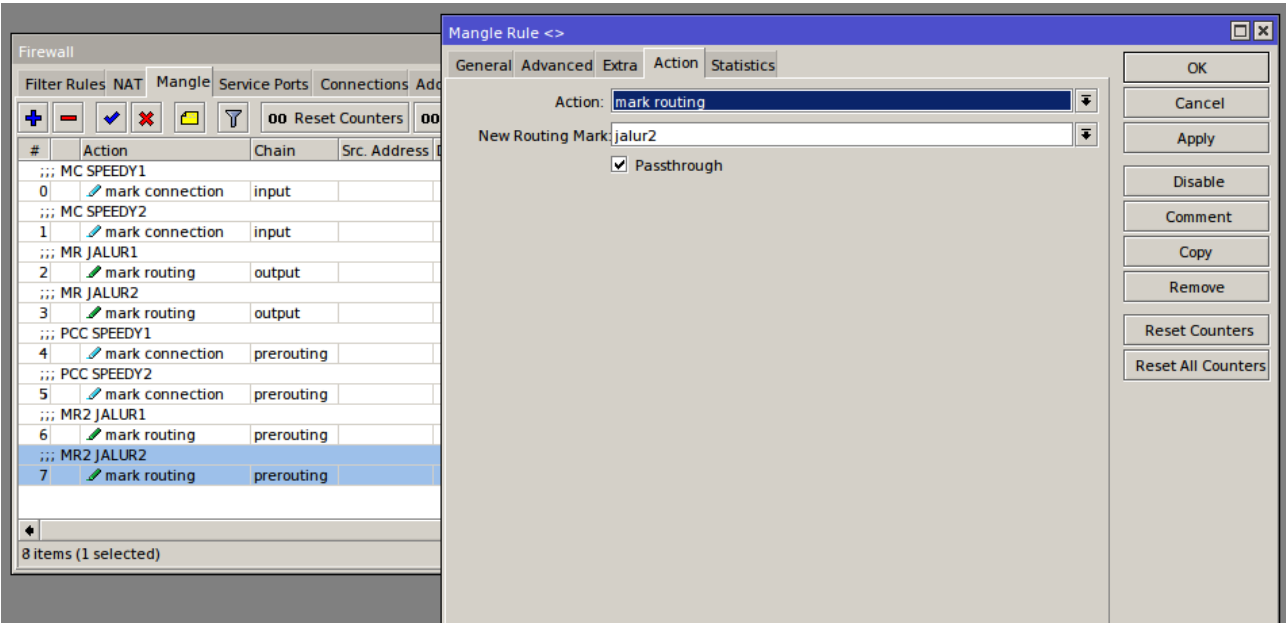 Firewall
Filter Rules NAT Mangle Service Ports Connections
00 Reset Counters 00
# Action Chain Src. Address
;;; MC SPEEDY1
0 mark connection input
;;; MC SPEEDY2
1 mark connection input
;;; MR JALUR1
2 mark routing output
;;; MR JALUR2
3 mark routing output
;;; PCC SPEEDY1
4 mark connection prerouting
;;; PCC SPEEDY2
5 mark connection prerouting
;;; MR2 JALUR1
6 mark routing prerouting
;;; MR2 JALUR2
7 mark routing prerouting
8 items (1 selected)
Mangle Rule <>
General Advanced Extra Action Statistics
Action: mark routing
New Routing Mark: jalur2
Passthrough
OK
Cancel
Apply
Disable
Comment
Copy
Remove
Reset Counters
Reset All Counters